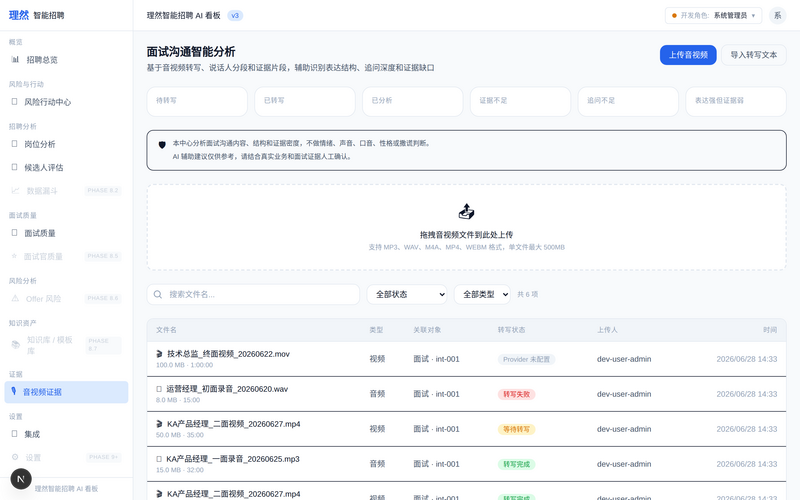 理然 智能招聘
理然智能招聘 AI 看板 v3
开发角色: 系统管理员
系
概览
招聘总览
风险与行动
风险行动中心
招聘分析
岗位分析
候选人评估
数据漏斗 PHASE 6.2
面试质量
面试质量
面试官质量 PHASE 6.5
风险分析
Offer 风险 PHASE 6.6
知识资产
知识库 / 模板库 PHASE 6.7
证据
音视频证据
设置
集成
设置 PHASE 9+
N
理然智能招聘 AI 看板
面试沟通智能分析
基于音视频转写、说话人分段和证据片段，辅助识别表达结构、追问深度和证据缺口
上传音视频
导入转写文本
待转写 已转写 已分析 证据不足 追问不足 表达强但证据弱
本中心分析面试沟通内容、结构和证据密度，不做情绪、声音、口音、性格或撒谎判断。
AI 辅助建议仅供参考，请结合真实业务和面试证据人工确认。
拖拽音视频文件到此处上传
支持 MP3、WAV、M4A、MP4、WEBM 格式，单文件最大 500MB
搜索文件名... 全部状态 全部类型 共 6 项
文件名 类型 关联对象 转写状态 上传人 时间
技术总监_终面视频_20260622.mov 视频 面试 · int-001 Provider 未配置 dev-user-admin 2026/06/28 14:33
100.0 MB · 1:00:00
运营经理_初面录音_20260620.wav 音频 面试 · int-001 转写失败 dev-user-admin 2026/06/28 14:33
8.0 MB · 15:00
KA产品经理_二面视频_20260627.mp4 视频 面试 · int-001 等待转写 dev-user-admin 2026/06/28 14:33
50.0 MB · 35:00
KA产品经理_一面录音_20260625.mp3 音频 面试 · int-001 转写完成 dev-user-admin 2026/06/28 14:33
15.0 MB · 32:00
KA产品经理_二面视频_20260627.mp4 视频 面试 · int-001 转写完成 dev-user-admin 2026/06/28 14:33